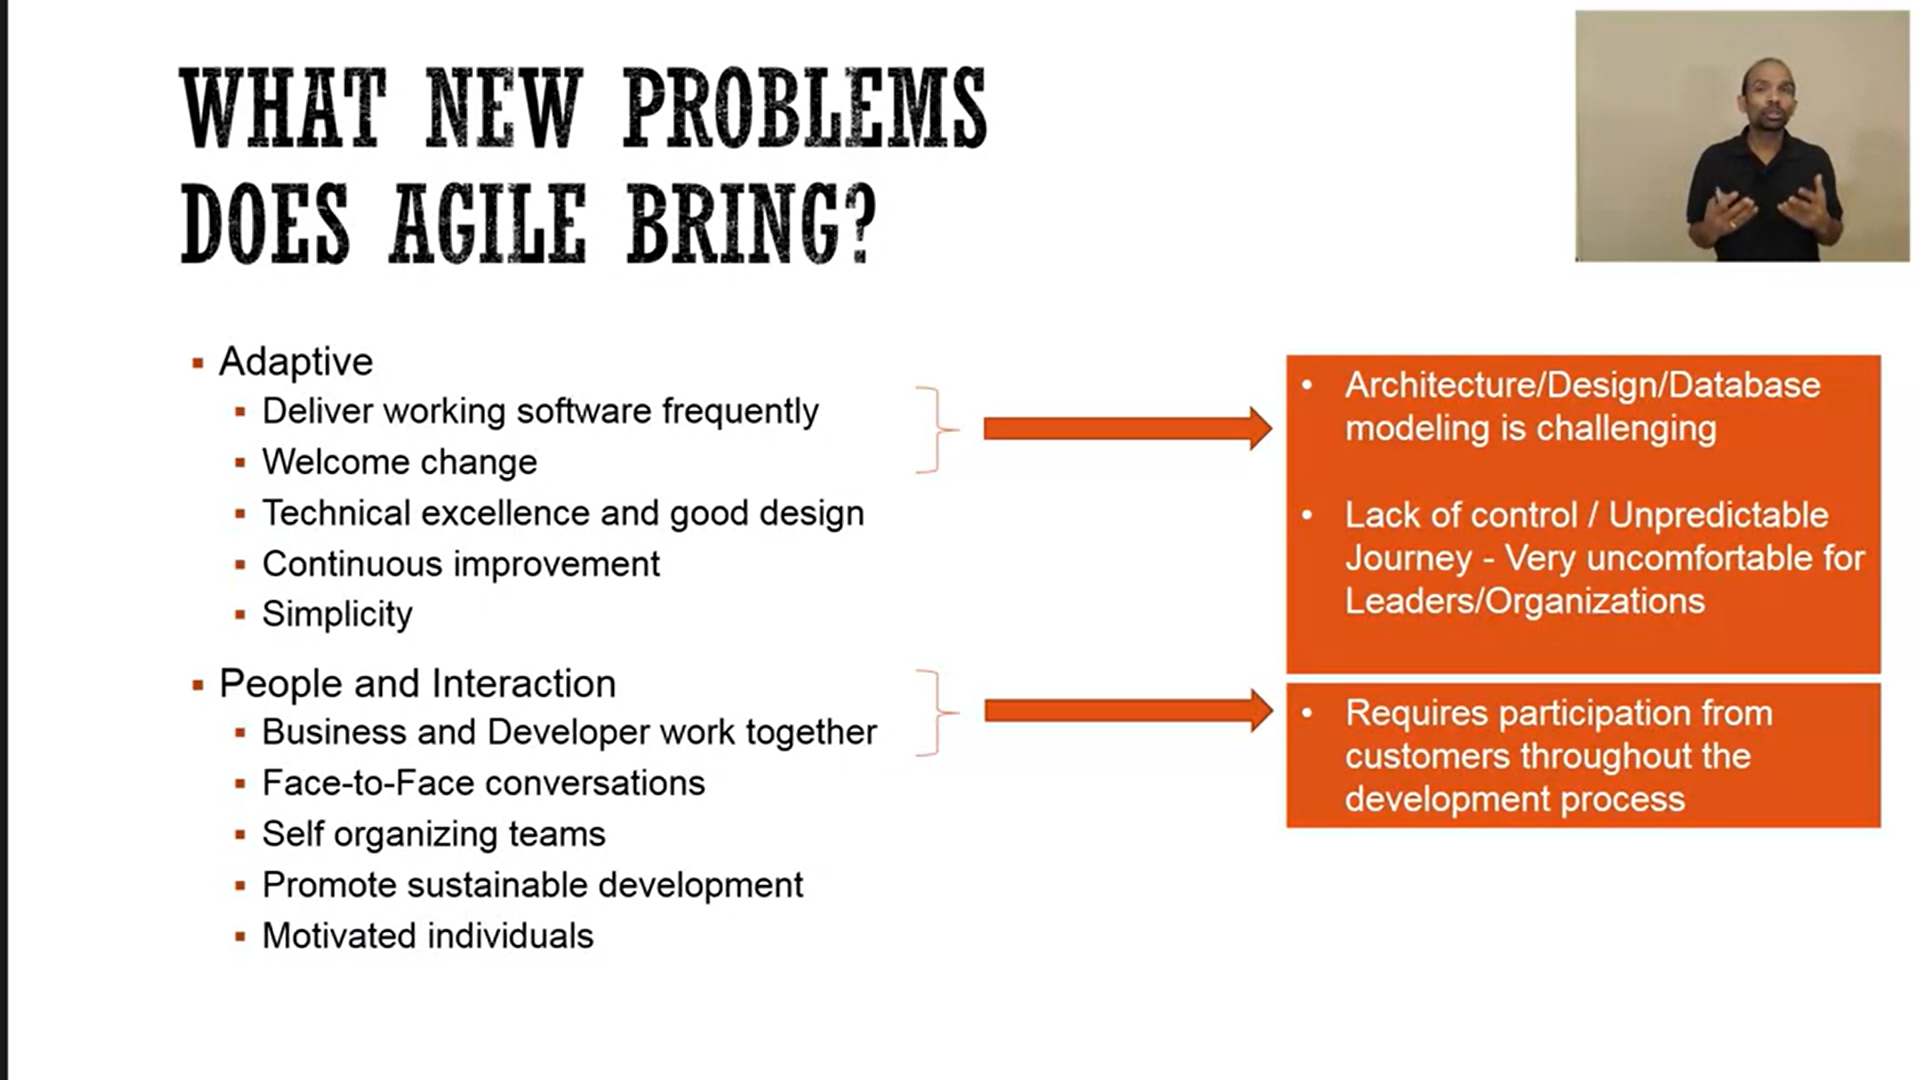 WHAT NEW PROBLEMS
DOES AGILE BRING?
Adaptive
Deliver working software frequently
Welcome change
Technical excellence and good design
Continuous improvement
Simplicity
People and Interaction
Business and Developer work together
Face-to-Face conversations
Self organizing teams
Promote sustainable development
Motivated individuals
Architecture/Design/Database
modeling is challenging
Lack of control / Unpredictable
Journey - Very uncomfortable for
Leaders/Organizations
Requires participation from
customers throughout the
development process